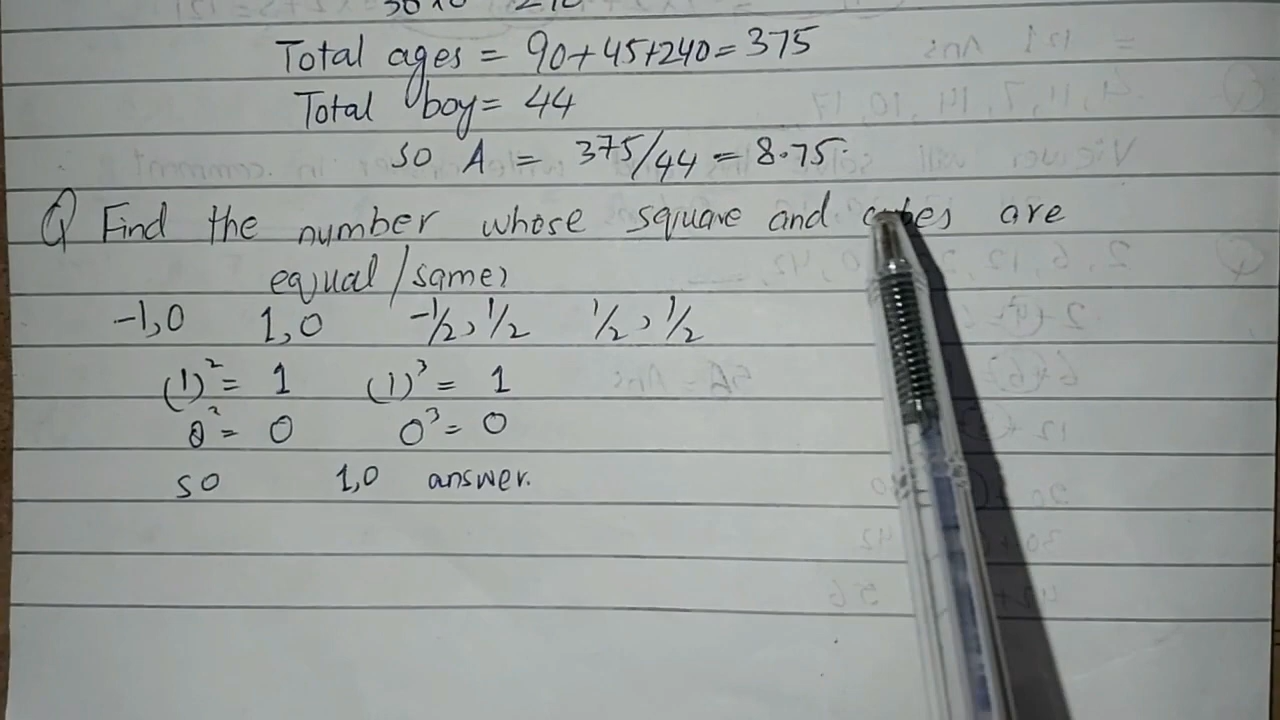 Total ages = 90+45+240= 375
Total boy= 44
so A = 375/44 = 8.75.
Q Find the number whose square and cubes are
equal/same,
-1,0 1,0 -1/2, 1/2 1/2, 1/2
(1)² = 1 (1)³ = 1
0² = 0 0³ = 0
so 1,0 answer.